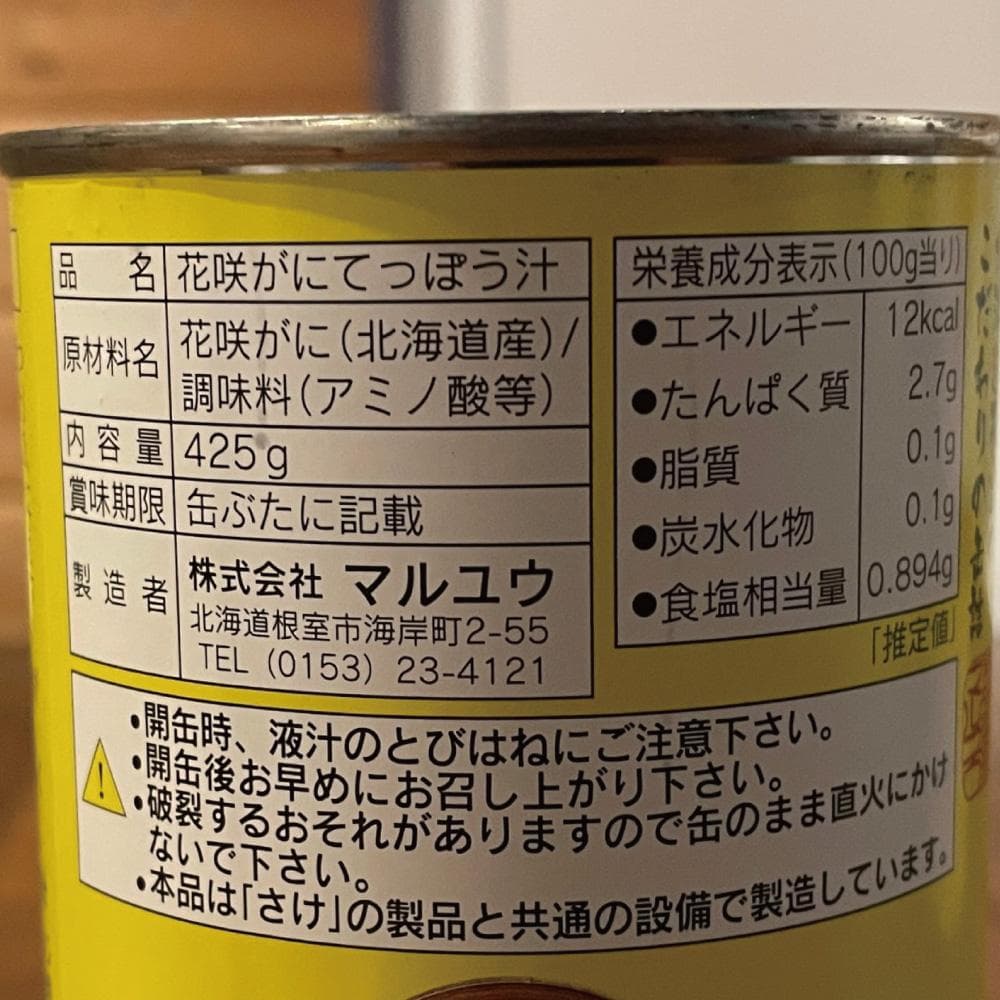 品名 花咲がにてっぽう汁
原材料名 花咲がに(北海道産)/
調味料(アミノ酸等)
内容量 425g
賞味期限 缶ぶたに記載
製造者 株式会社 マルユウ
北海道根室市海岸町2-55
TEL (0153) 23-4121
栄養成分表示(100g当り)
●エネルギー 12kcal
●たんぱく質 2.7g
●脂質 0.1g
●炭水化物 0.1g
●食塩相当量 0.894g
「推定値」
•開缶時、液汁のとびはねにご注意下さい。
•開缶後お早めにお召し上がり下さい。
•破裂するおそれがありますので缶のまま直火にかけ
ないで下さい。
•本品は「さけ」の製品と共通の設備で製造しています。
こだわりの缶詰